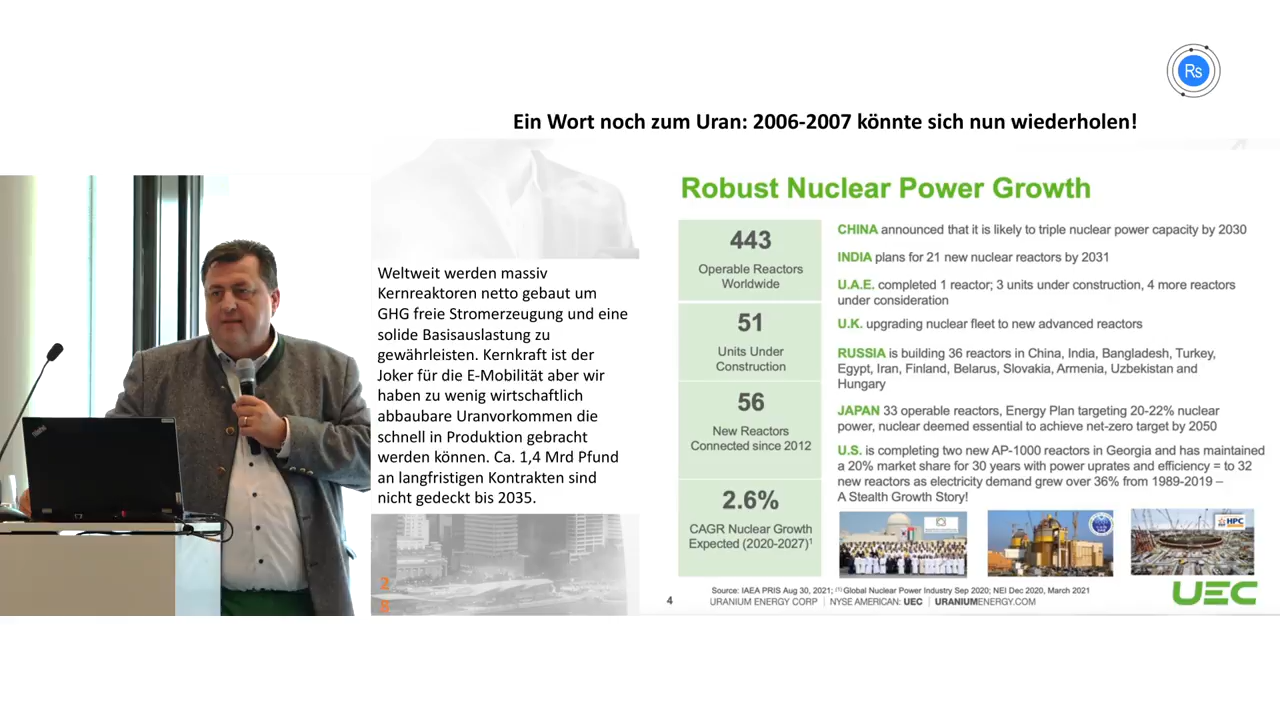 Rs
Ein Wort noch zum Uran: 2006-2007 könnte sich nun wiederholen!
Weltweit werden massiv
Kernreaktoren netto gebaut um
GHG freie Stromerzeugung und eine
solide Basisauslastung zu
gewährleisten. Kernkraft ist der
Joker für die E-Mobilität aber wir
haben zu wenig wirtschaftlich
abbaubare Uranvorkommen die
schnell in Produktion gebracht
werden können. Ca. 1,4 Mrd Pfund
an langfristigen Kontrakten sind
nicht gedeckt bis 2035.
Robust Nuclear Power Growth
443
Operable Reactors
Worldwide
51
Units Under
Construction
56
New Reactors
Connected since 2012
2.6%
CAGR Nuclear Growth
Expected (2020-2027)¹
CHINA announced that it is likely to triple nuclear power capacity by 2030
INDIA plans for 21 new nuclear reactors by 2031
U.A.E. completed 1 reactor; 3 units under construction, 4 more reactors
under consideration
U.K. upgrading nuclear fleet to new advanced reactors
RUSSIA is building 36 reactors in China, India, Bangladesh, Turkey,
Egypt, Iran, Finland, Belarus, Slovakia, Armenia, Uzbekistan and
Hungary
JAPAN 33 operable reactors, Energy Plan targeting 20-22% nuclear
power, nuclear deemed essential to achieve net-zero target by 2050
U.S. is completing two new AP-1000 reactors in Georgia and has maintained
a 20% market share for 30 years with power uprates and efficiency = to 32
new reactors as electricity demand grew over 36% from 1989-2019 –
A Stealth Growth Story!
HPC
Source: IAEA PRIS Aug 30, 2021; ⁽¹⁾ Global Nuclear Power Industry Sep 2020; NEI Dec 2020, March 2021
4
URANIUM ENERGY CORP | NYSE AMERICAN: UEC | URANIUMENERGY.COM
UEC
ThinkPad